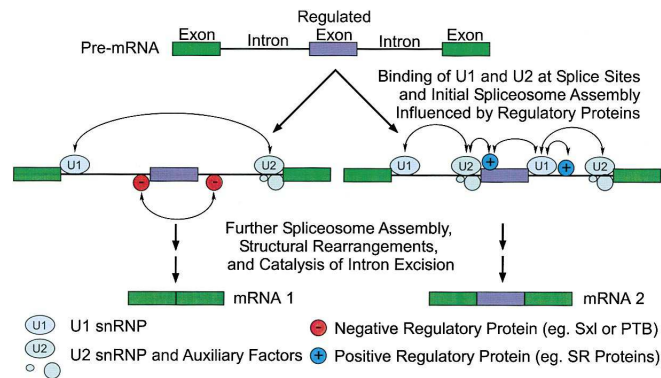 Regulated
Exon Intron Exon Intron Exon
Pre-mRNA
Binding of U1 and U2 at Splice Sites
and Initial Spliceosome Assembly
Influenced by Regulatory Proteins
U1 U2 U1 U2 + U1 + U2
- -
Further Spliceosome Assembly,
Structural Rearrangements,
and Catalysis of Intron Excision
mRNA 1 mRNA 2
U1 U1 snRNP - Negative Regulatory Protein (eg. Sxl or PTB)
U2 U2 snRNP and Auxiliary Factors + Positive Regulatory Protein (eg. SR Proteins)